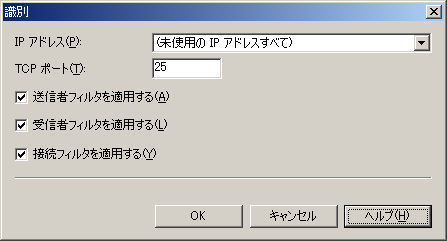 識別
IP アドレス(P):
(未使用の IP アドレスすべて)
TCP ポート(T):
25
送信者フィルタを適用する(A)
受信者フィルタを適用する(L)
接続フィルタを適用する(Y)
OK
キャンセル
ヘルプ(H)